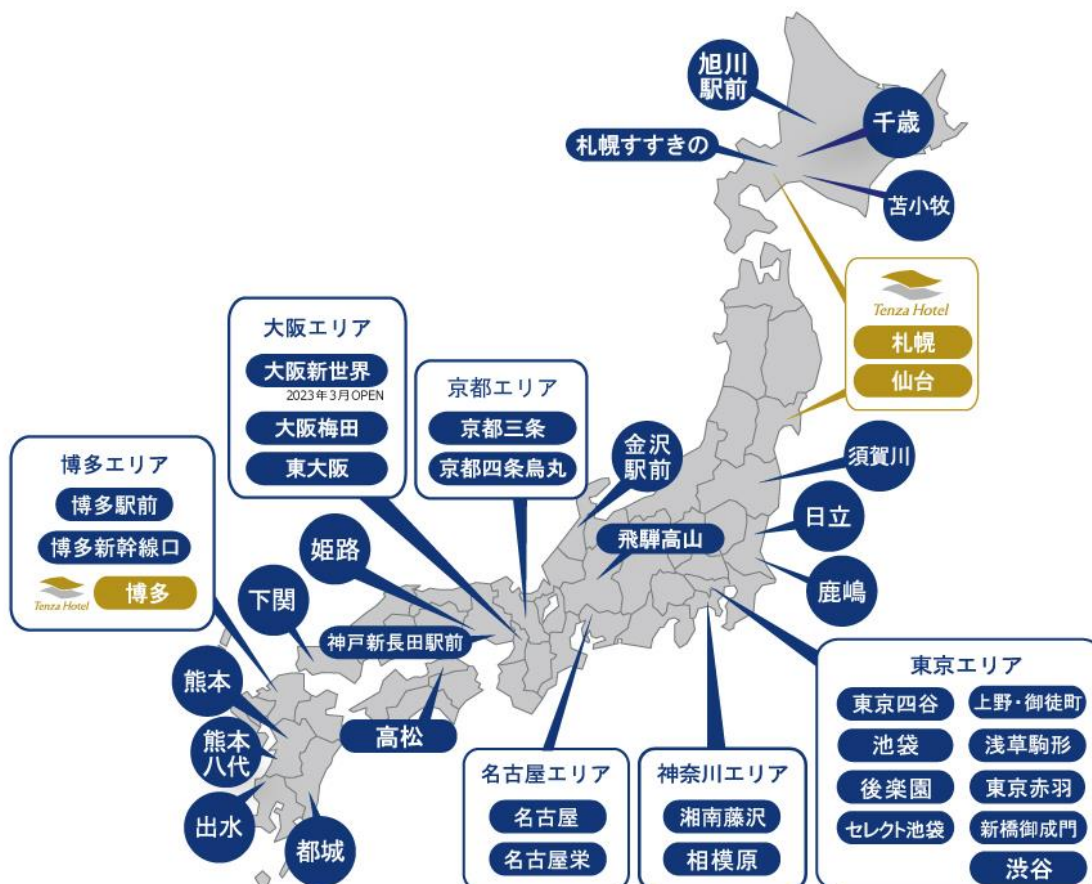 旭川
駅前
千歳
札幌すすきの
苫小牧
Tenza Hotel
札幌
仙台
大阪エリア
大阪新世界
2023年3月OPEN
大阪梅田
東大阪
京都エリア
京都三条
京都四条烏丸
金沢
駅前
須賀川
博多エリア
博多駅前
博多新幹線口
Tenza Hotel
博多
飛騨高山
日立
姫路
鹿嶋
下関
神戸新長田駅前
熊本
高松
熊本
八代
出水
都城
名古屋エリア
名古屋
名古屋栄
神奈川エリア
湘南藤沢
相模原
東京エリア
東京四谷
上野・御徒町
池袋
浅草駒形
後楽園
東京赤羽
セレクト池袋
新橋御成門
渋谷